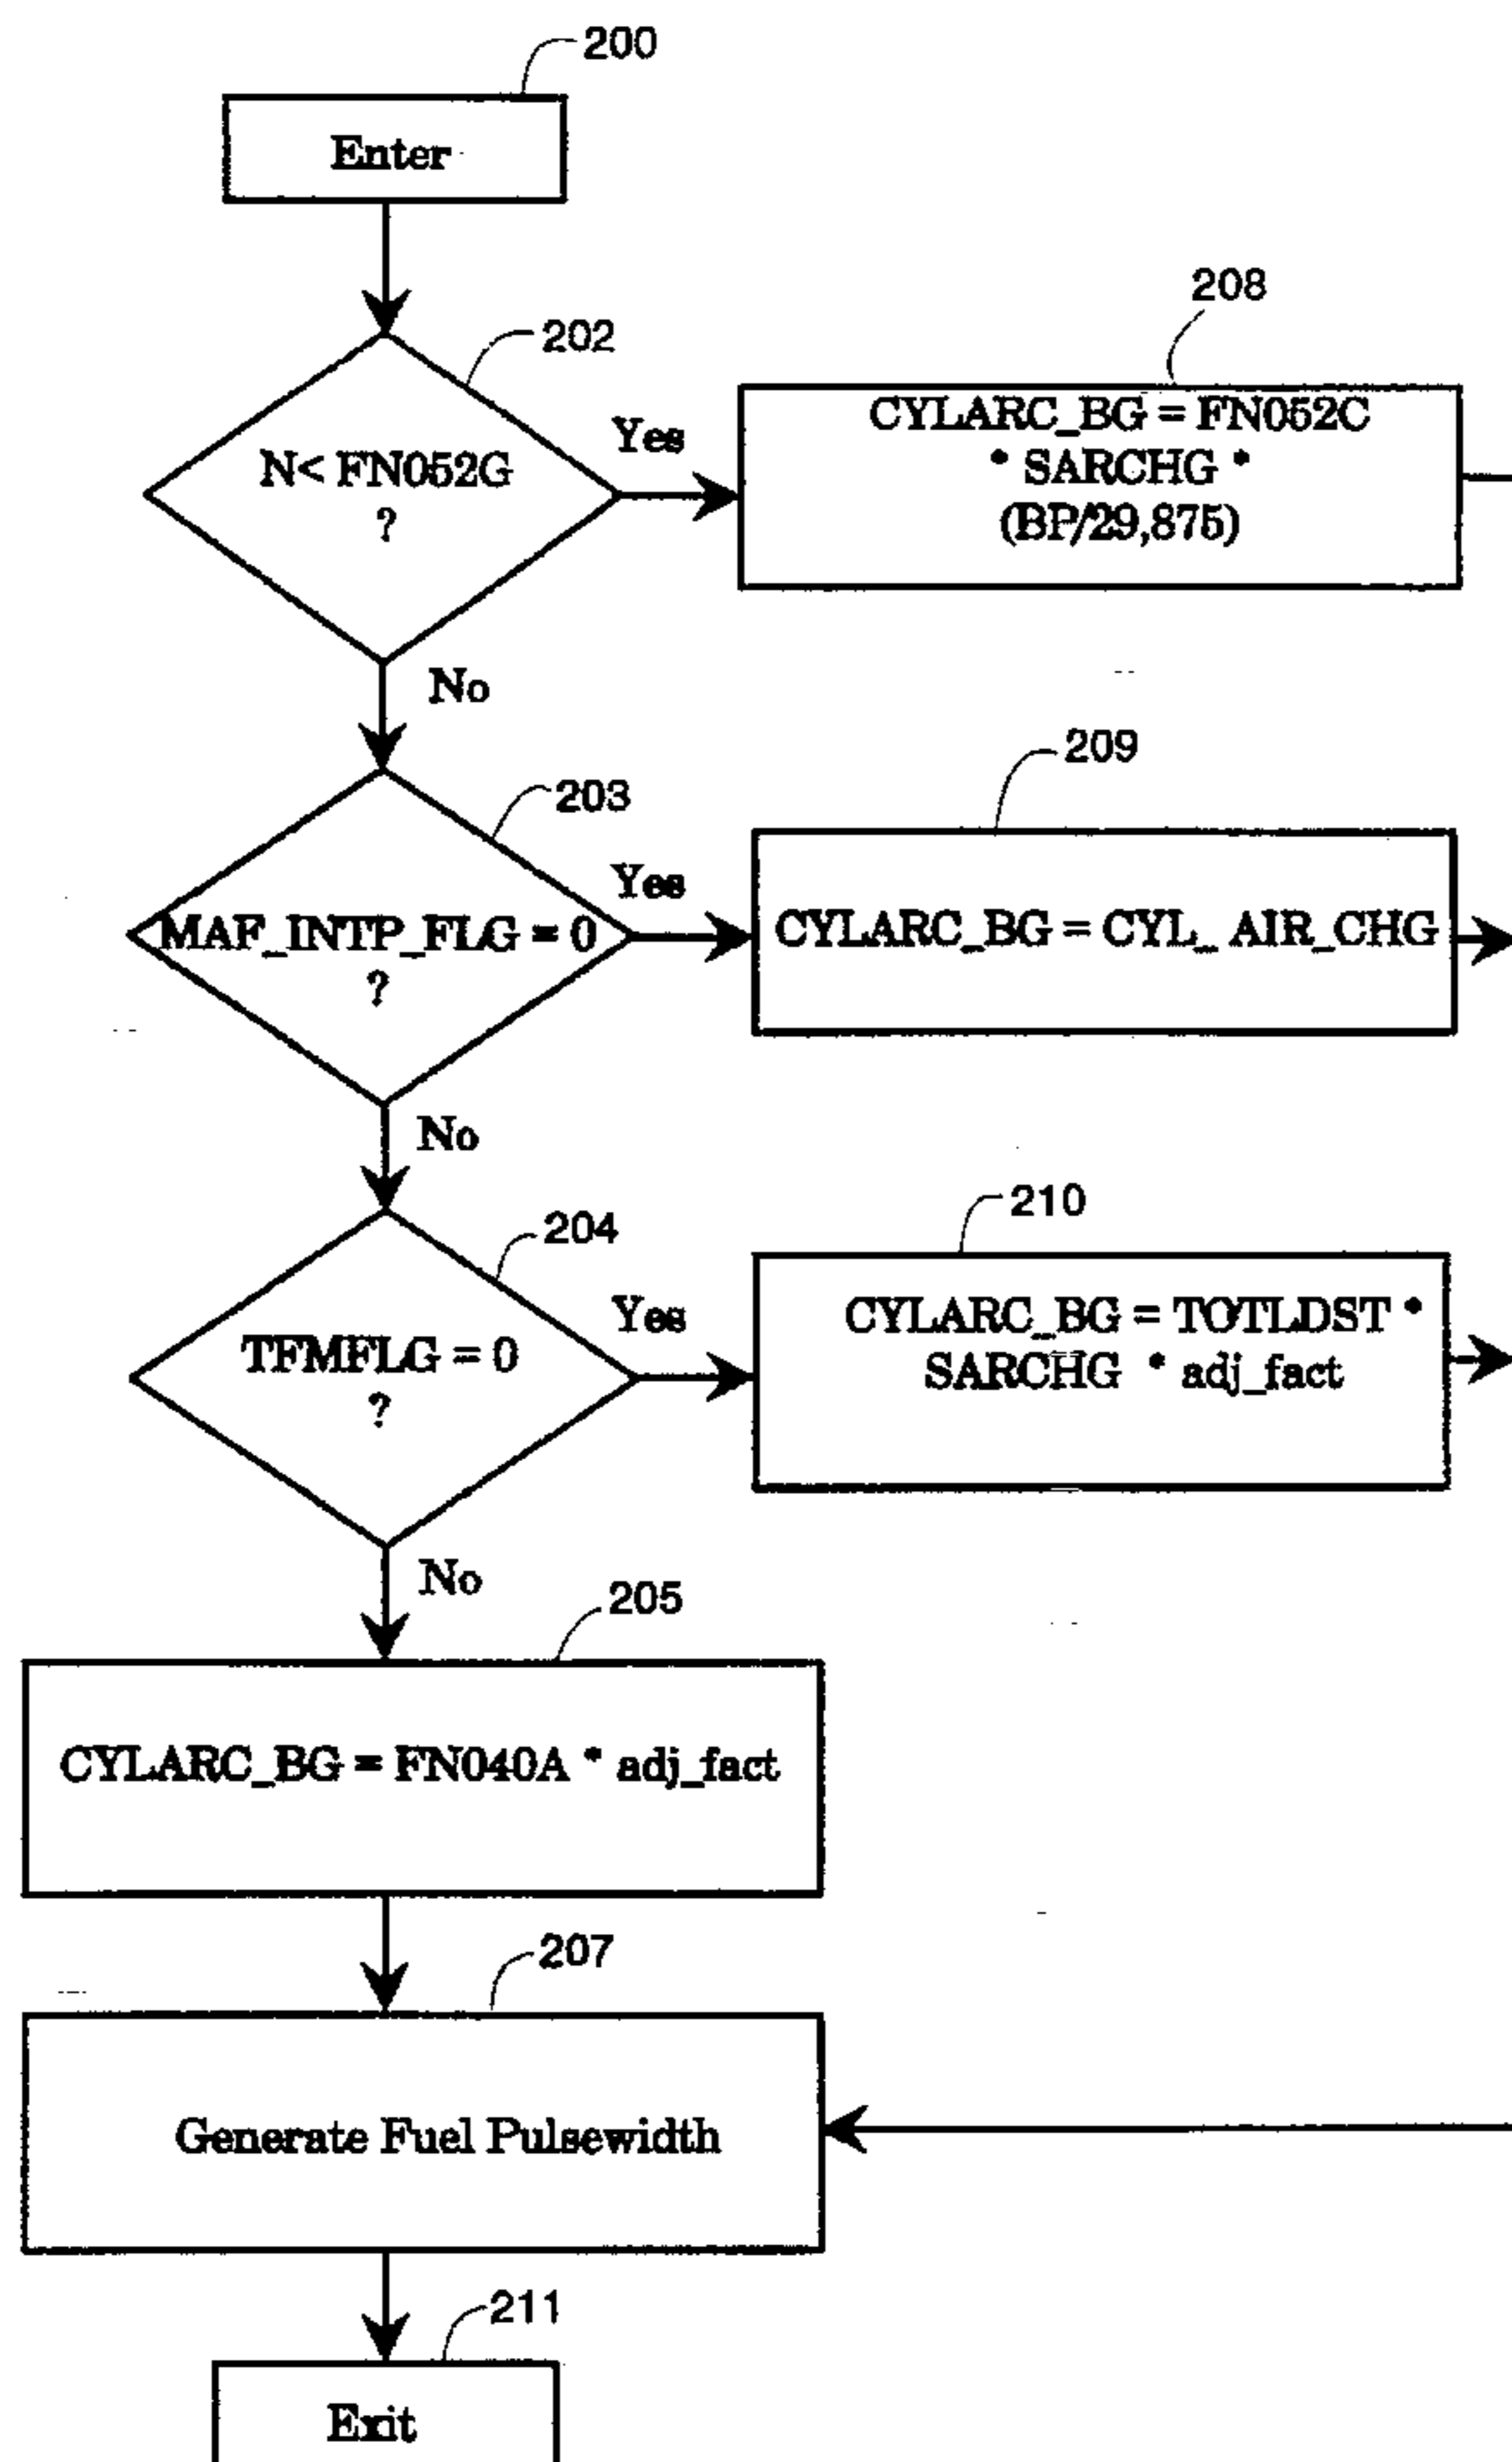 200
Enter
202
N< FN052G
?
Yes
208
CYLARC_BG = FN052C
* SARCHG *
(BP/29,875)
No
203
MAF_INTP_FLG = 0
?
Yes
209
CYLARC_BG = CYL_ AIR_CHG
No
204
TFMFLG = 0
?
Yes
210
CYLARC_BG = TOTLDST *
SARCHG * adj_fact
No
205
CYLARC_BG = FN040A * adj_fact
207
Generate Fuel Pulsewidth
211
Exit